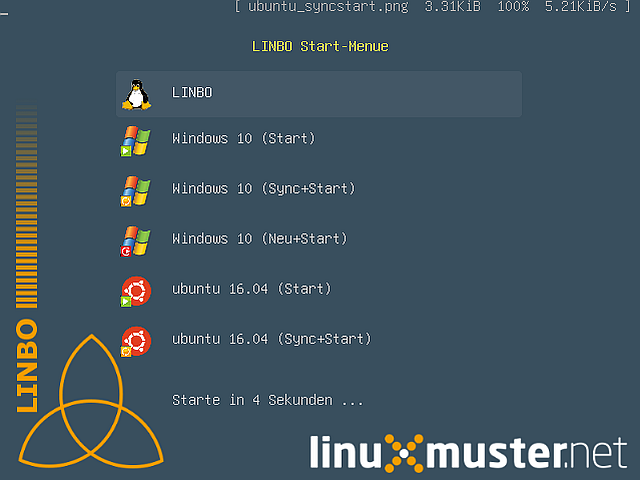 [ ubuntu_syncstart.png 3.31KiB 100% 5.21KiB/s ]
LINBO Start-Menue
LINBO
Windows 10 (Start)
Windows 10 (Sync+Start)
Windows 10 (Neu+Start)
ubuntu 16.04 (Start)
ubuntu 16.04 (Sync+Start)
Starte in 4 Sekunden ...
LINBO
linuxmuster.net